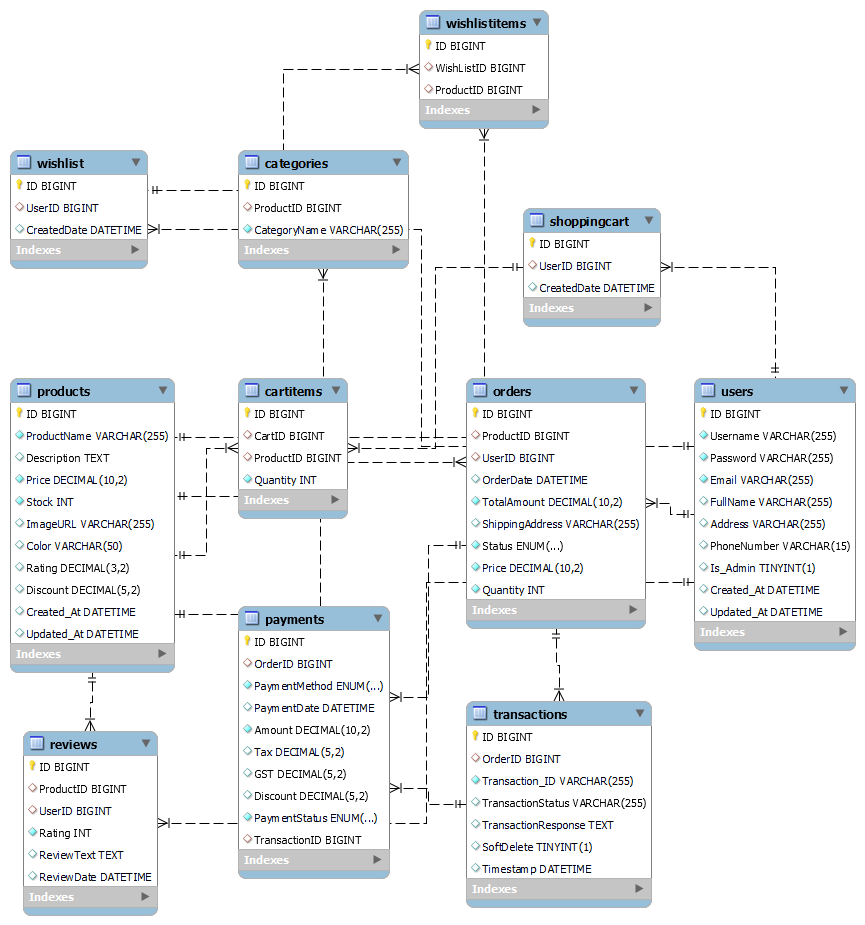 wishlistitems
ID BIGINT
WishListID BIGINT
ProductID BIGINT
Indexes
wishlist
ID BIGINT
UserID BIGINT
CreatedDate DATETIME
Indexes
categories
ID BIGINT
ProductID BIGINT
CategoryName VARCHAR(255)
Indexes
shoppingcart
ID BIGINT
UserID BIGINT
CreatedDate DATETIME
Indexes
products
ID BIGINT
ProductName VARCHAR(255)
Description TEXT
Price DECIMAL(10,2)
Stock INT
ImageURL VARCHAR(255)
Color VARCHAR(50)
Rating DECIMAL(3,2)
Discount DECIMAL(5,2)
Created_At DATETIME
Updated_At DATETIME
Indexes
cartitems
ID BIGINT
CartID BIGINT
ProductID BIGINT
Quantity INT
Indexes
orders
ID BIGINT
ProductID BIGINT
UserID BIGINT
OrderDate DATETIME
TotalAmount DECIMAL(10,2)
ShippingAddress VARCHAR(255)
Status ENUM(...)
Price DECIMAL(10,2)
Quantity INT
Indexes
users
ID BIGINT
Username VARCHAR(255)
Password VARCHAR(255)
Email VARCHAR(255)
FullName VARCHAR(255)
Address VARCHAR(255)
PhoneNumber VARCHAR(15)
Is_Admin TINYINT(1)
Created_At DATETIME
Updated_At DATETIME
Indexes
payments
ID BIGINT
OrderID BIGINT
PaymentMethod ENUM(...)
PaymentDate DATETIME
Amount DECIMAL(10,2)
Tax DECIMAL(5,2)
GST DECIMAL(5,2)
Discount DECIMAL(5,2)
PaymentStatus ENUM(...)
TransactionID BIGINT
Indexes
reviews
ID BIGINT
ProductID BIGINT
UserID BIGINT
Rating INT
ReviewText TEXT
ReviewDate DATETIME
Indexes
transactions
ID BIGINT
OrderID BIGINT
Transaction_ID VARCHAR(255)
TransactionStatus VARCHAR(255)
TransactionResponse TEXT
SoftDelete TINYINT(1)
Timestamp DATETIME
Indexes